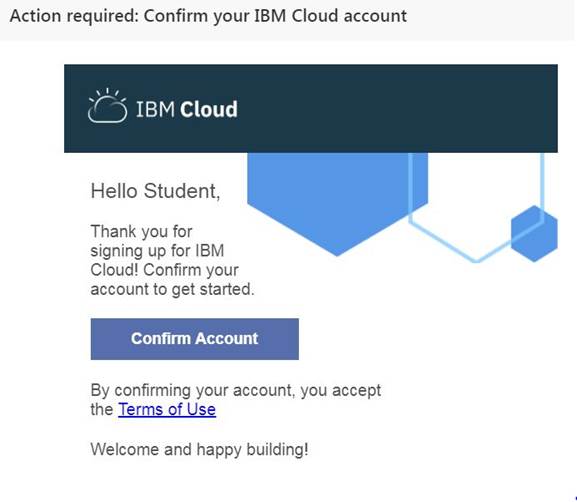 Action required: Confirm your IBM Cloud account
IBM Cloud
Hello Student,
Thank you for
signing up for IBM
Cloud! Confirm your
account to get started.
Confirm Account
By confirming your account, you accept
the Terms of Use
Welcome and happy building!